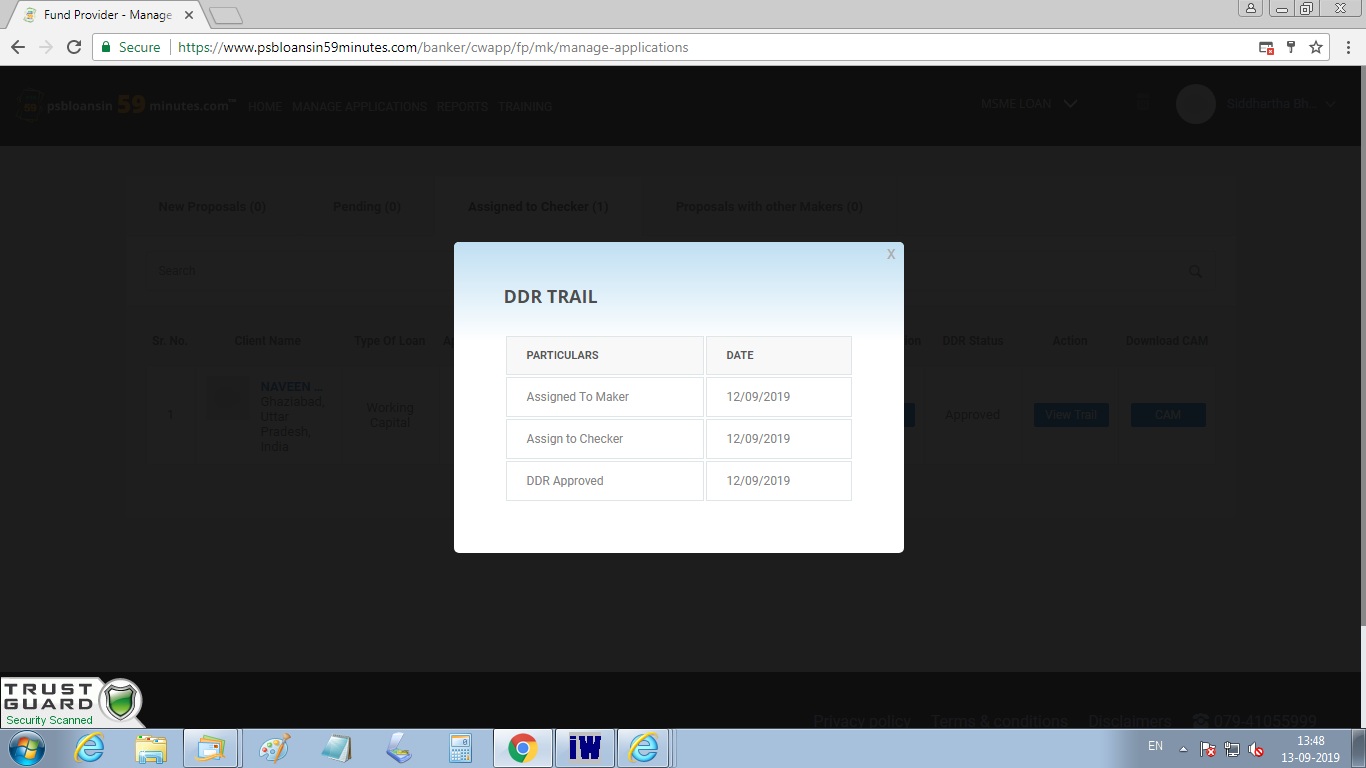 Fund Provider - Manage
Secure https://www.psbloansin59minutes.com/banker/cwapp/fp/mk/manage-applications
psbloansin 59 minutes.com™ HOME MANAGE APPLICATIONS REPORTS TRAINING MSME LOAN Siddhartha Bh...
New Proposals (0) Pending (0) Assigned to Checker (1) Proposals with other Makers (0)
Search
X
DDR TRAIL
Sr. No. Client Name Type Of Loan DDR Status Action Download CAM
PARTICULARS DATE
Assigned To Maker 12/09/2019
Assign to Checker 12/09/2019
DDR Approved 12/09/2019
1 NAVEEN ...
Ghaziabad,
Uttar
Pradesh,
India
Working
Capital
Approved View Trail CAM
Privacy policy Terms & conditions Disclaimers 079-41055999
TRUST
GUARD
Security Scanned
iW
EN
13:48
13-09-2019